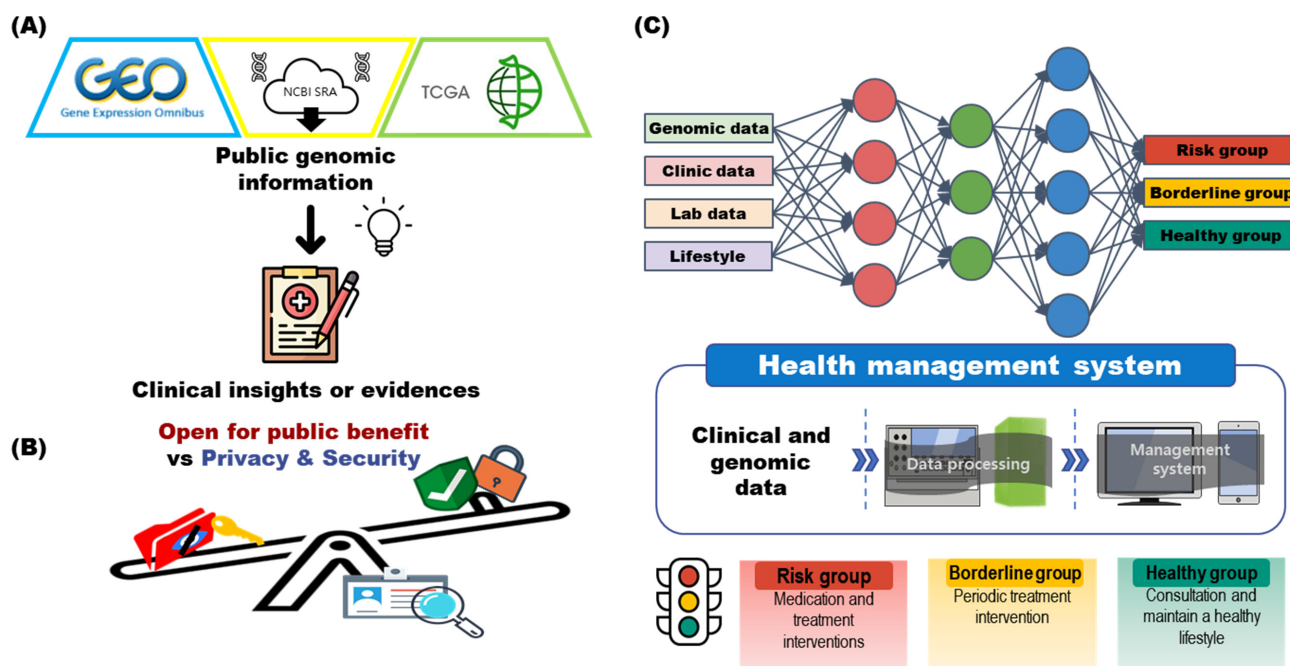 (A)
GEO
Gene Expression Omnibus
NCBI SRA
TCGA
Public genomic
information
Clinical insights or evidences
(B)
Open for public benefit
vs Privacy & Security
(C)
Genomic data
Clinic data
Lab data
Lifestyle
Risk group
Borderline group
Healthy group
Health management system
Clinical and
genomic
data
Data processing
Management
system
Risk group
Medication and
treatment
interventions
Borderline group
Periodic treatment
intervention
Healthy group
Consultation and
maintain a healthy
lifestyle